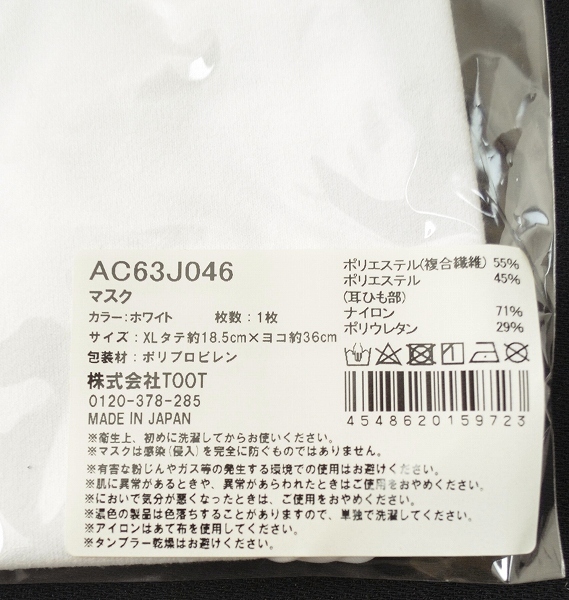 AC63J046
マスク
カラー:ホワイト 枚数:1枚
サイズ:XLタテ約18.5cm×ヨコ約36cm
包装材:ポリプロピレン
株式会社TOOT
0120-378-285
MADE IN JAPAN
ポリエステル(複合繊維) 55%
ポリエステル 45%
(耳ひも部)
ナイロン 71%
ポリウレタン 29%
4548620159723
※衛生上、初めに洗濯してからお使いください。
※マスクは感染(侵入)を完全に防ぐものではありません。
※有害な粉じんやガス等の発生する環境での使用はお避けください。
※肌に異常があるときや、異常があらわれたときはご使用をおやめください。
※においで気分が悪くなったときは、ご使用をおやめください。
※濃色の製品は色落ちすることがありますので、単独で洗濯してください。
※アイロンはあて布を使用してください。
※タンブラー乾燥はお避けください。